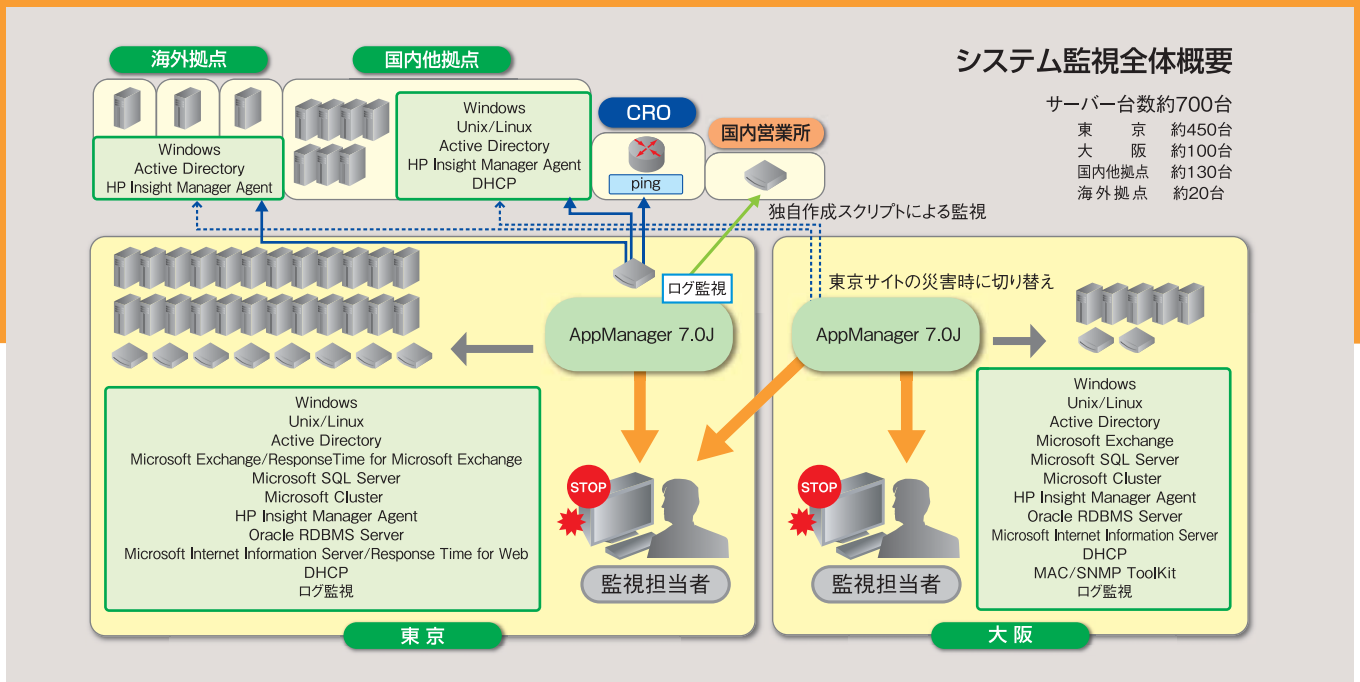 システム監視全体概要
サーバー台数約700台
東京 約450台
大阪 約100台
国内他拠点 約130台
海外拠点 約20台
海外拠点
Windows
Active Directory
HP Insight Manager Agent
国内他拠点
Windows
Unix/Linux
Active Directory
HP Insight Manager Agent
DHCP
CRO
ping
国内営業所
独自作成スクリプトによる監視
ログ監視
AppManager 7.0J
東京サイトの災害時に切り替え
AppManager 7.0J
Windows
Unix/Linux
Active Directory
Microsoft Exchange/ResponseTime for Microsoft Exchange
Microsoft SQL Server
Microsoft Cluster
HP Insight Manager Agent
Oracle RDBMS Server
Microsoft Internet Information Server/Response Time for Web
DHCP
ログ監視
STOP
監視担当者
東京
STOP
監視担当者
Windows
Unix/Linux
Active Directory
Microsoft Exchange
Microsoft SQL Server
Microsoft Cluster
HP Insight Manager Agent
Oracle RDBMS Server
Microsoft Internet Information Server
DHCP
MAC/SNMP ToolKit
ログ監視
大阪